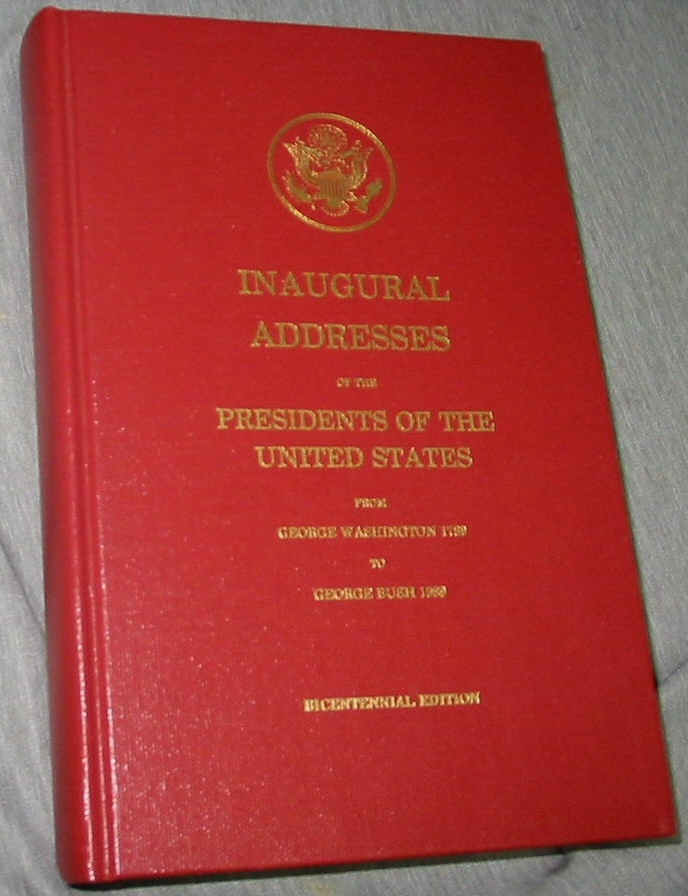 INAUGURAL
ADDRESSES
OF THE
PRESIDENTS OF THE
UNITED STATES
FROM
GEORGE WASHINGTON 1789
TO
GEORGE BUSH 1989
BICENTENNIAL EDITION